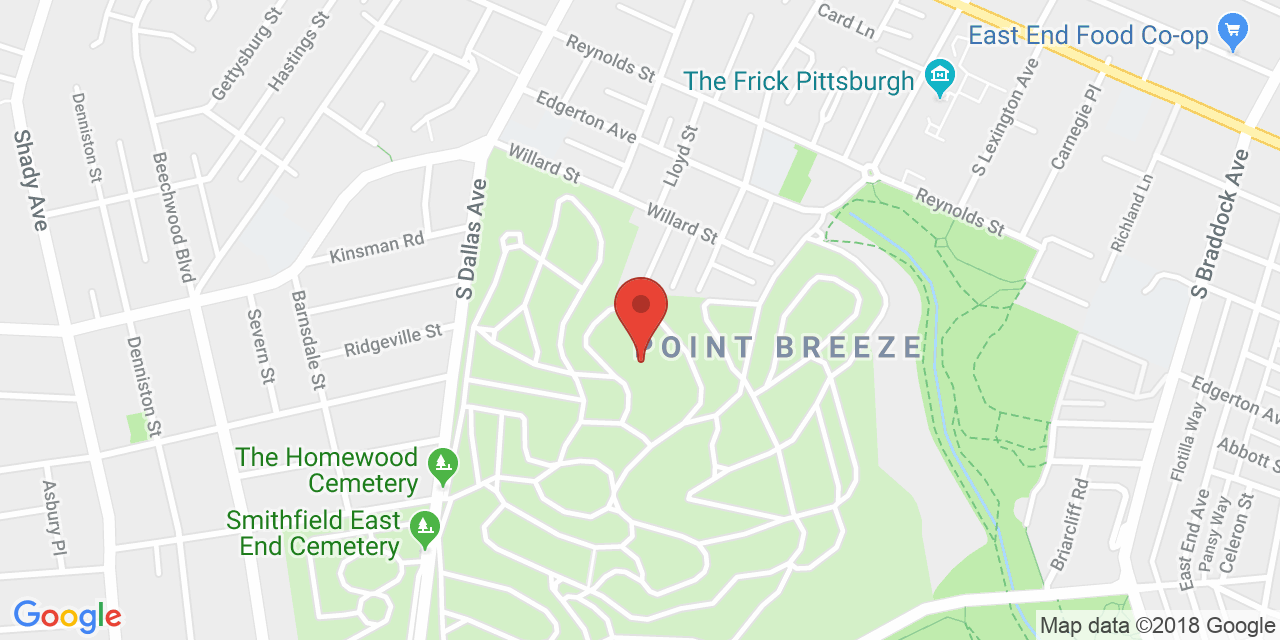 Gettysburg St
Hastings St
Card Ln
East End Food Co-op
Reynolds St
The Frick Pittsburgh
Denniston St
Edgerton Ave
S Lexington Ave
Carnegie Pl
Shady Ave
Beechwood Blvd
Willard St
Lloyd St
Reynolds St
Richland Ln
S Braddock Ave
Kinsman Rd
S Dallas Ave
Willard St
Severn St
Barnsdale St
Ridgeville St
POINT BREEZE
Denniston St
Edgerton Ave
Flotilla Way
Abbott S
The Homewood
Cemetery
Smithfield East
End Cemetery
Asbury Pl
Briarcliff Rd
East End Ave
Pansy Way
Celeron St
Google
Map data ©2018 Google